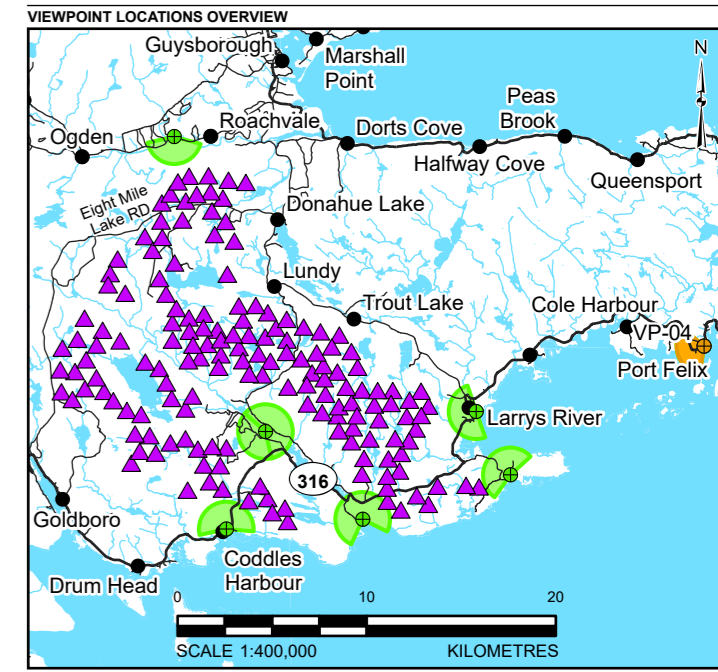 VIEWPOINT LOCATIONS OVERVIEW
Guysborough
Marshall
Point
N
Peas
Brook
Ogden
Roachvale
Dorts Cove
Halfway Cove
Queensport
Eight Mile
Lake RD
Donahue Lake
Lundy
Trout Lake
Cole Harbour
VP-04
Port Felix
Larrys River
316
Goldboro
Coddles
Harbour
Drum Head
0 10 20
SCALE 1:400,000 KILOMETRES